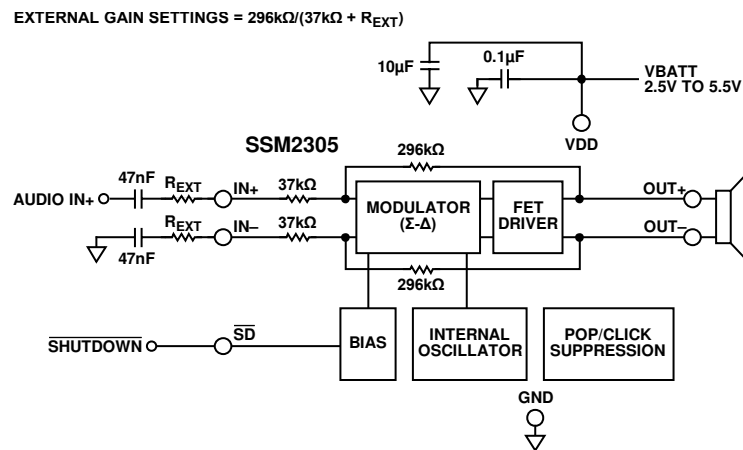 EXTERNAL GAIN SETTINGS = 296kΩ/(37kΩ + REXT)
10µF
0.1µF
VBATT
2.5V TO 5.5V
VDD
SSM2305
296kΩ
47nF
REXT
IN+
37kΩ
AUDIO IN+
MODULATOR
(Σ-Δ)
FET
DRIVER
OUT+
REXT
IN–
37kΩ
OUT–
47nF
296kΩ
SHUTDOWN
SD
BIAS
INTERNAL
OSCILLATOR
POP/CLICK
SUPPRESSION
GND